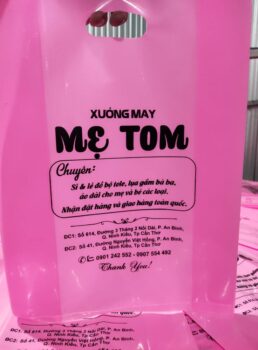 XƯỞNG MAY
MẸ TOM
Chuyên:
Sỉ & lẻ đồ bộ tele, lụa gấm bà ba,
áo dài cho mẹ và bé các loại.
Nhận đặt hàng và giao hàng toàn quốc.
ĐC1: Số 614, Đường 3 Tháng 2 Nối Dài, P. An Bình,
Q. Ninh Kiều, Tp Cần Thơ
ĐC2: Số 41, Đường Nguyễn Việt Hồng, P. An Bình,
Q. Ninh Kiều, Tp Cần Thơ
0901 242 552 - 0907 554 492
Thank You!